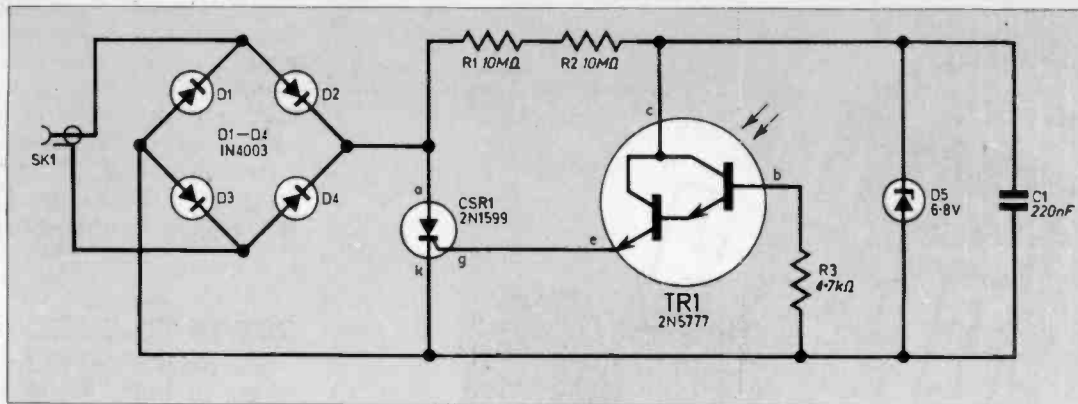 R1 10MΩ
R2 10MΩ
D1
D2
c
D1—D4
1N4003
SK1
b
a
CSR1
2N1599
D5
6·8V
C1
220nF
D3
D4
e
k
g
R3
4·7kΩ
TR1
2N5777